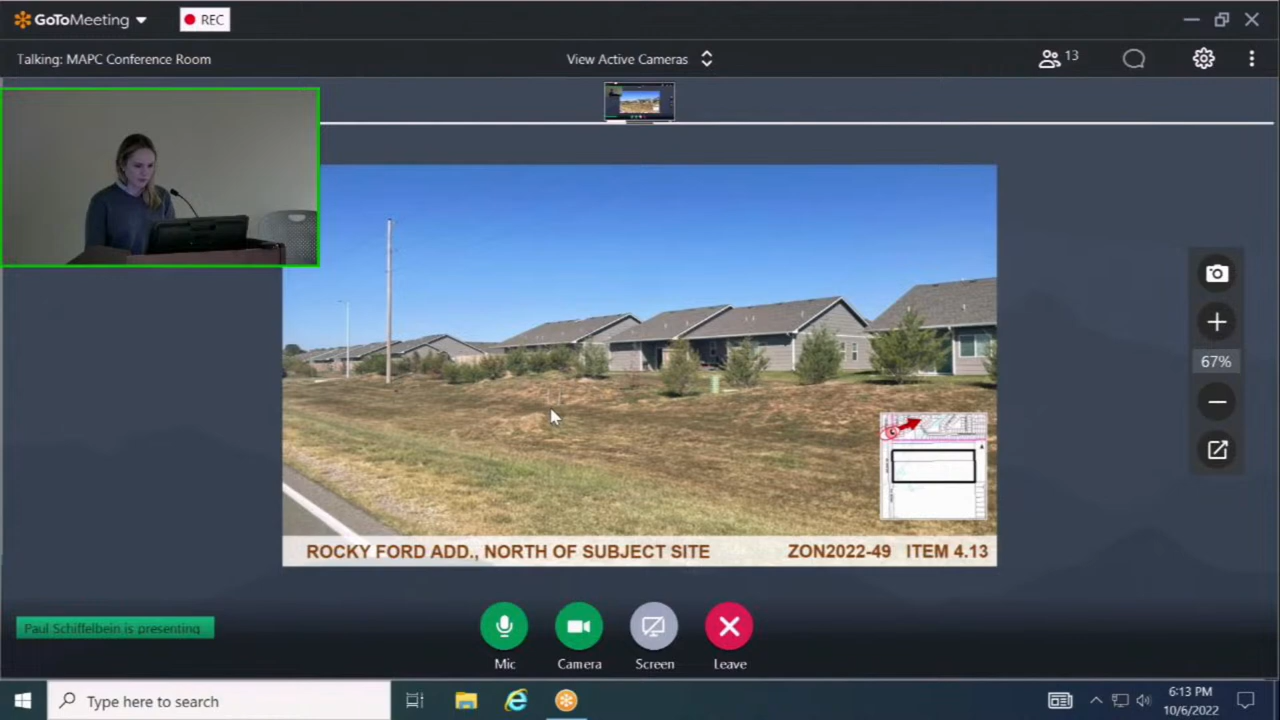 GoToMeeting
REC
Talking: MAPC Conference Room
View Active Cameras
13
67%
ROCKY FORD ADD., NORTH OF SUBJECT SITE
ZON2022-49 ITEM 4.13
Paul Schiffelbein is presenting
Mic
Camera
Screen
Leave
Type here to search
6:13 PM
10/6/2022